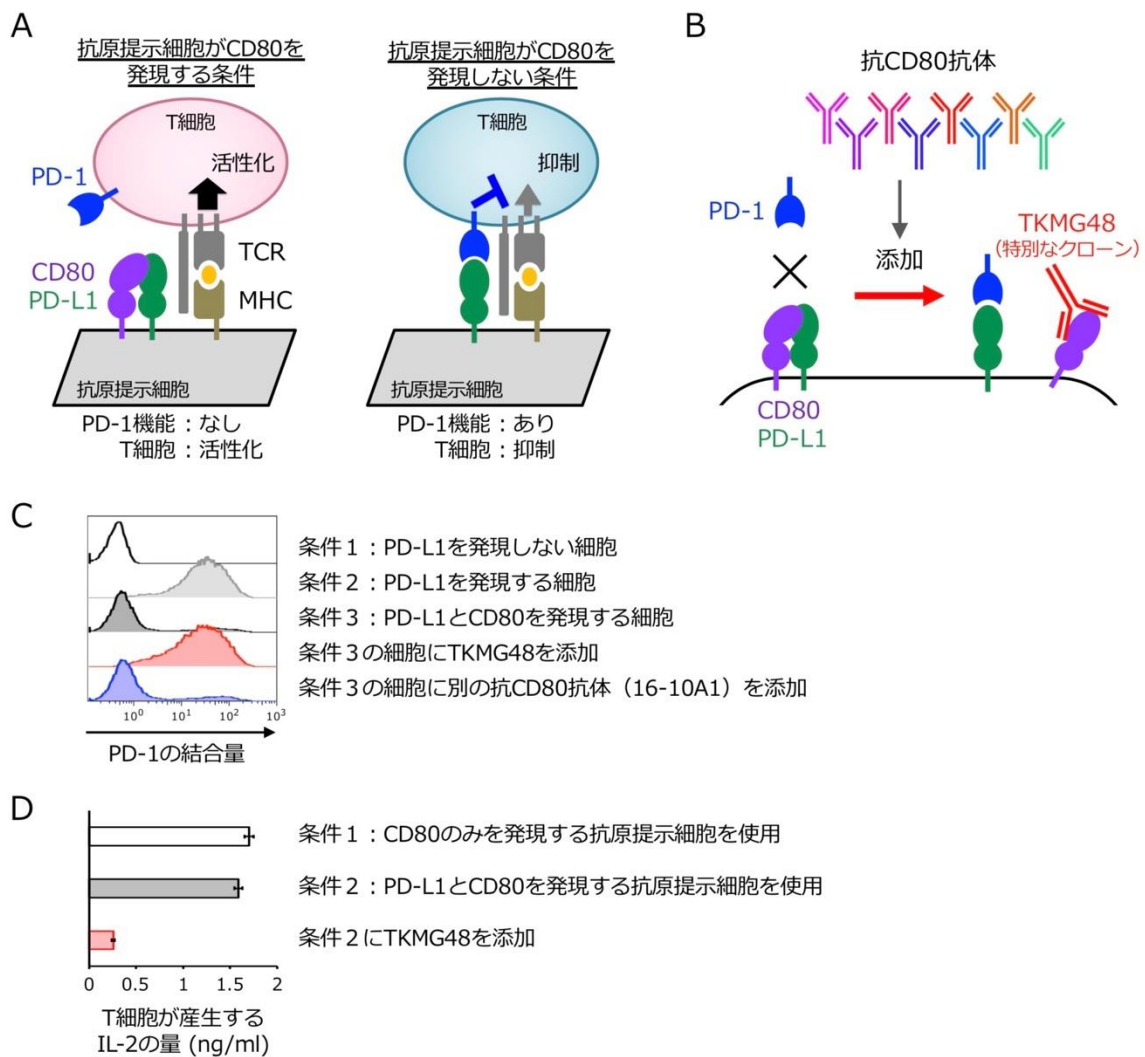 A
抗原提示細胞がCD80を
発現する条件
T細胞
活性化
PD-1
TCR
CD80
PD-L1
MHC
抗原提示細胞
PD-1機能：なし
T細胞：活性化
抗原提示細胞がCD80を
発現しない条件
T細胞
抑制
抗原提示細胞
PD-1機能：あり
T細胞：抑制
B
抗CD80抗体
PD-1
添加
TKMG48
（特別なクローン）
CD80
PD-L1
C
条件１：PD-L1を発現しない細胞
条件２：PD-L1を発現する細胞
条件３：PD-L1とCD80を発現する細胞
条件３の細胞にTKMG48を添加
条件３の細胞に別の抗CD80抗体（16-10A1）を添加
10⁰ 10¹ 10² 10³
PD-1の結合量
D
条件１：CD80のみを発現する抗原提示細胞を使用
条件２：PD-L1とCD80を発現する抗原提示細胞を使用
条件２にTKMG48を添加
0 0.5 1 1.5 2
T細胞が産生する
IL-2の量 (ng/ml)